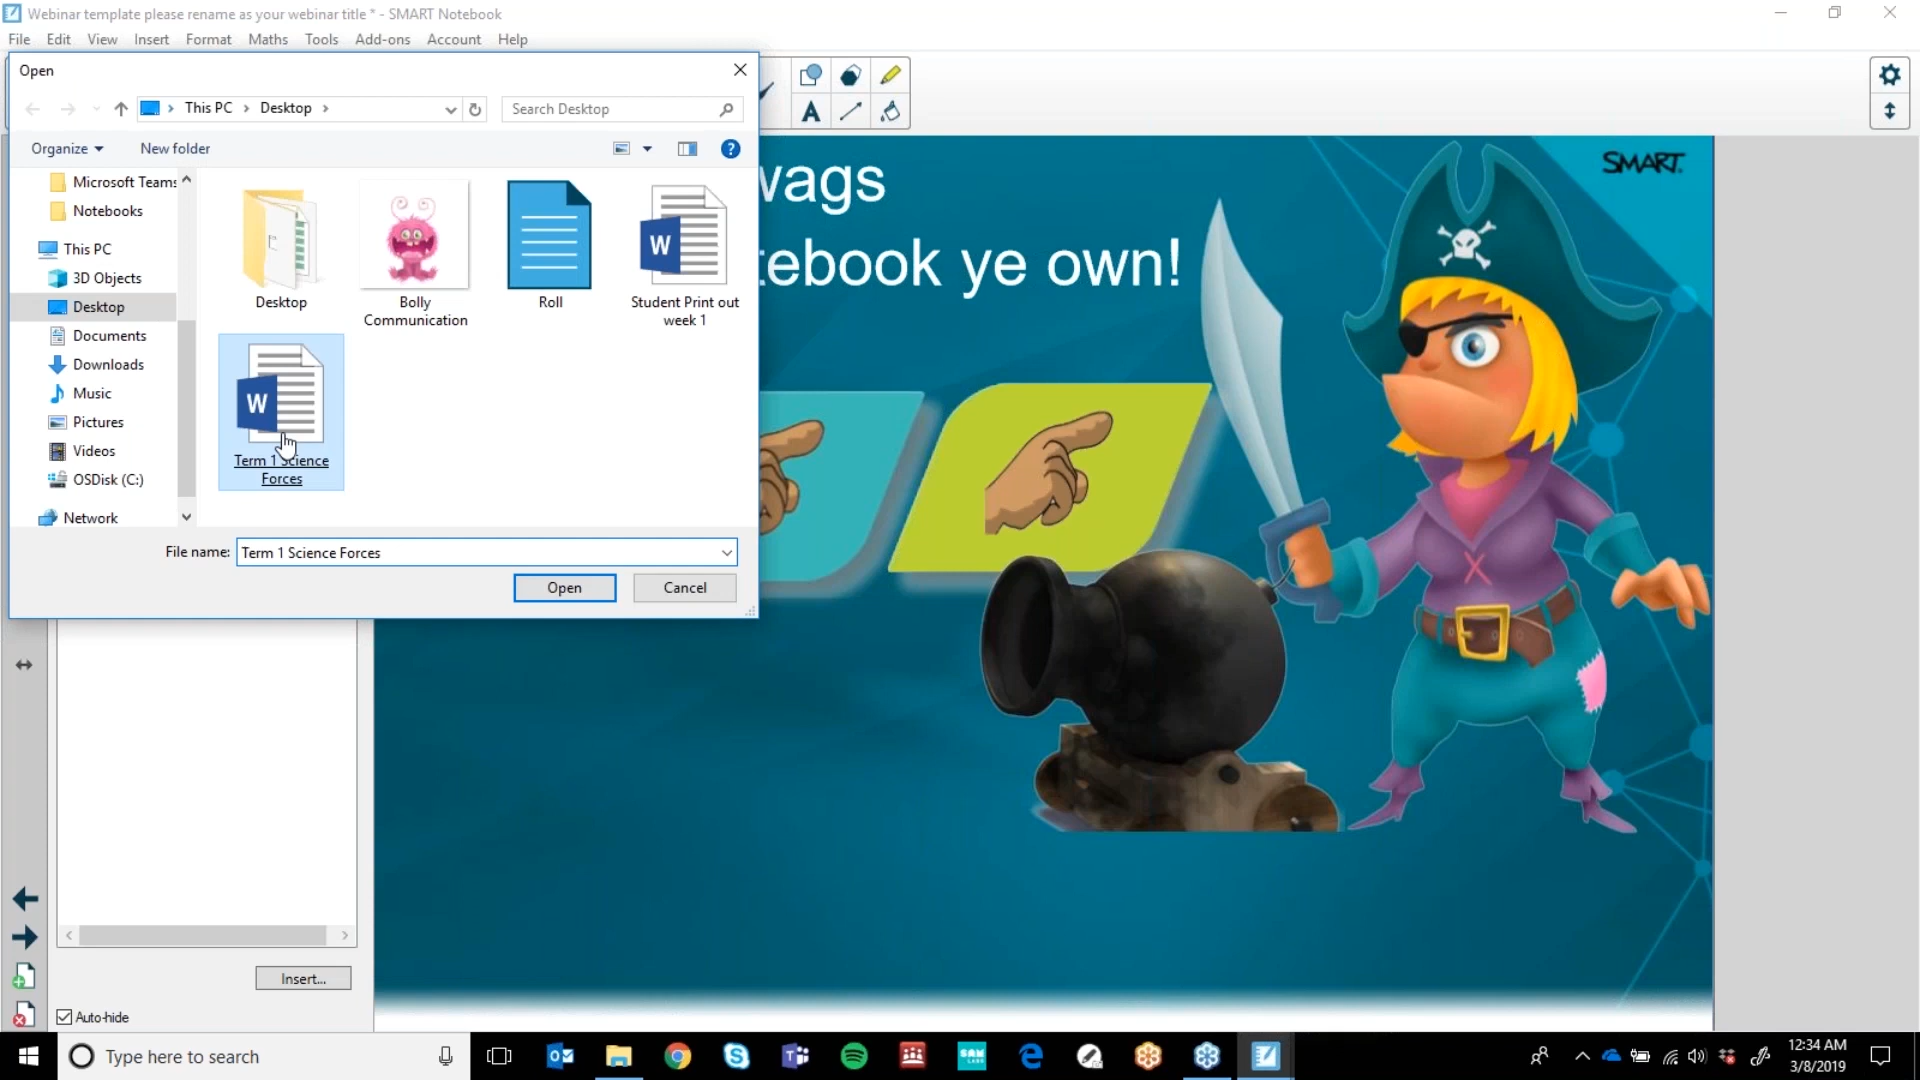 Webinar template please rename as your webinar title * - SMART Notebook
File Edit View Insert Format Maths Tools Add-ons Account Help
Open
This PC > Desktop >
Search Desktop
Organize
New folder
Microsoft Teams
Notebooks
This PC
3D Objects
Desktop
Documents
Downloads
Music
Pictures
Videos
OSDisk (C:)
Network
Desktop
Bolly
Communication
Roll
Student Print out
week 1
Term 1 Science
Forces
File name: Term 1 Science Forces
Open Cancel
SMART
ye own!
Insert...
Auto-hide
Type here to search
12:34 AM
3/8/2019